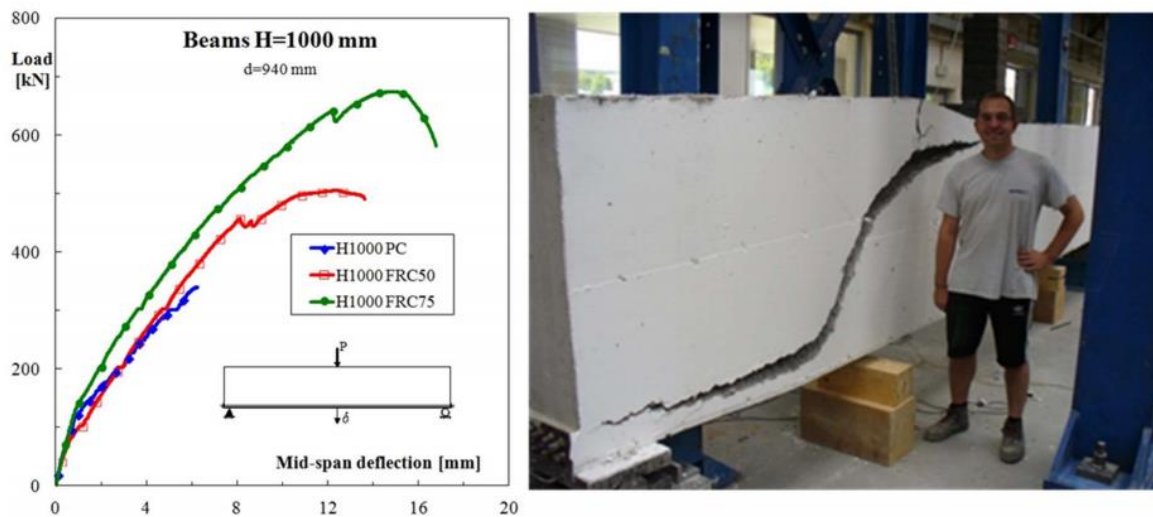 800
Load
[kN]
Beams H=1000 mm
d=940 mm
600
400
H1000 PC
H1000 FRC50
H1000 FRC75
200
P
δ
Mid-span deflection [mm]
0
0 4 8 12 16 20